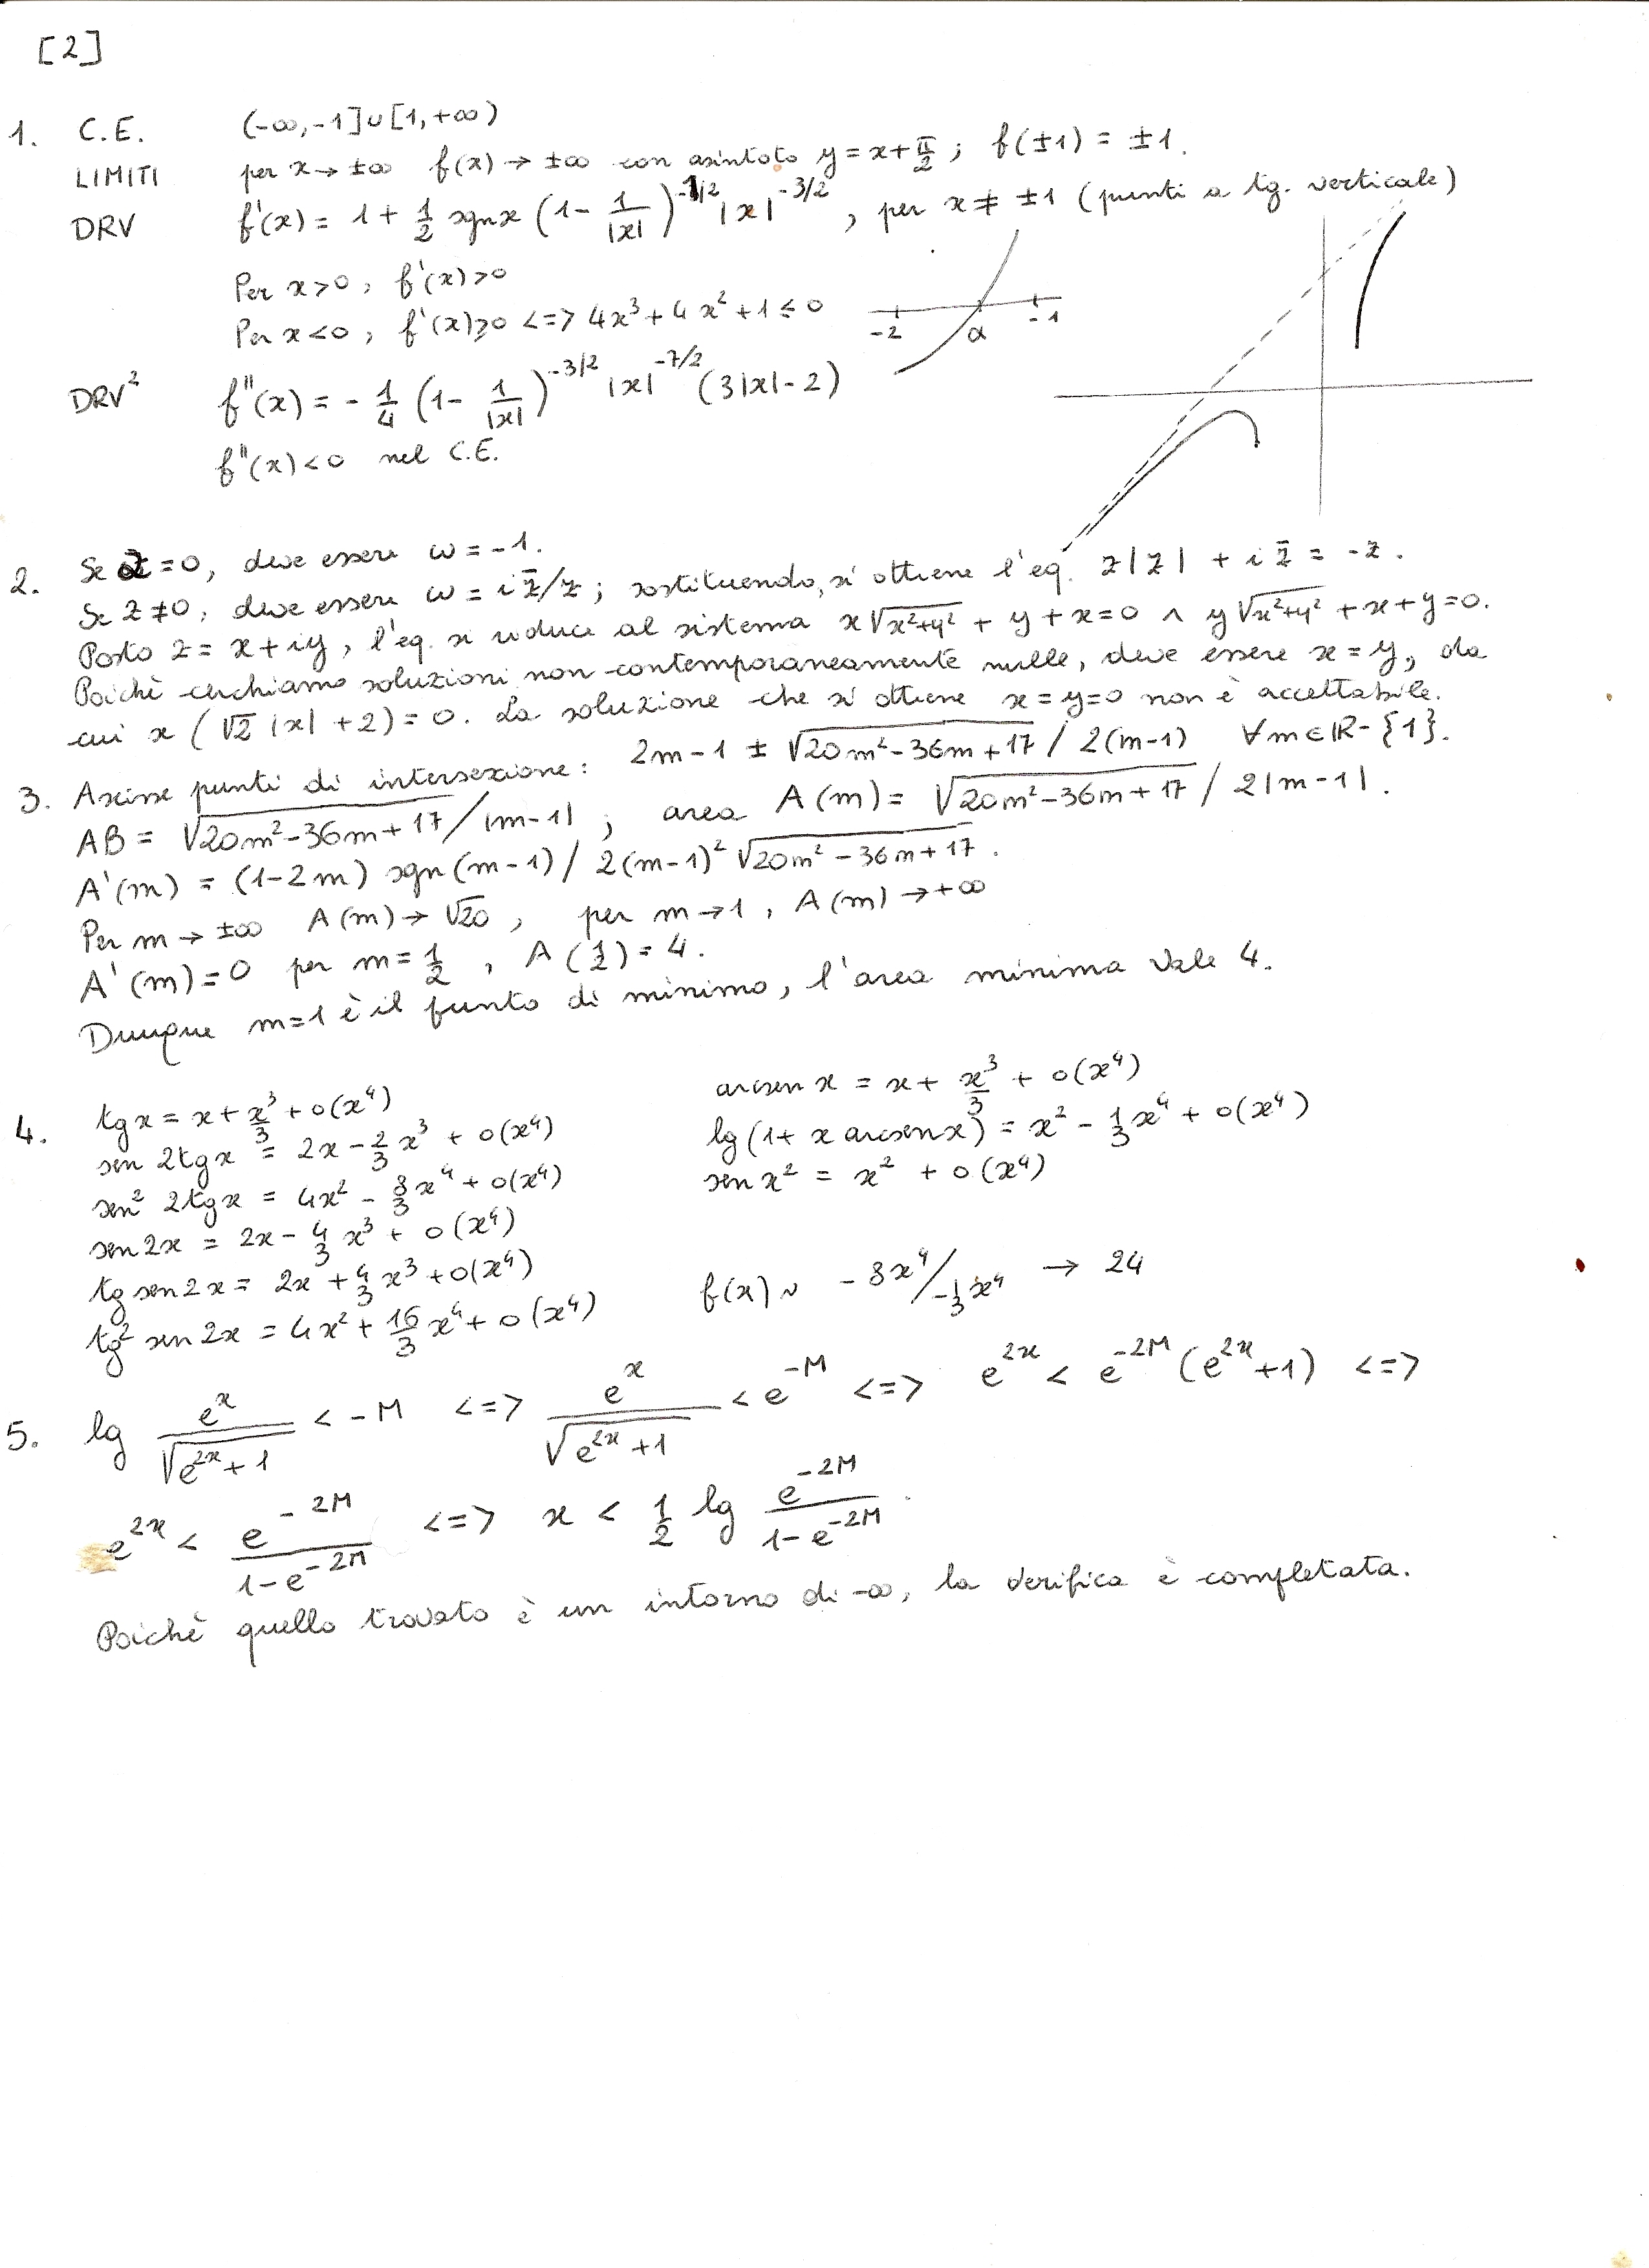 [2]
1. C.E. (-∞,-1]∪[1,+∞)
LIMITI per x→±∞ f(x)→±∞ con asintoto y=x+π/2; f(±1)=±1.
DRV f'(x)= 1+ 1/2 sgnx (1- 1/|x|)^-1/2 |x|^-3/2, per x≠±1 (punti a tg. verticale)
Per x>0, f'(x)>0
Per x<0, f'(x)≥0 <=> 4x³+4x²+1≤0
-2 α -1
DRV² f"(x)= - 1/4 (1- 1/|x|)^-3/2 |x|^-7/2 (3|x|-2)
f"(x)<0 nel C.E.
2. Se z=0, deve essere ω=-1.
Se z≠0, deve essere ω=i z̄/z; sostituendo, si ottiene l'eq. z|z| + i z̄ = -z.
Posto z=x+iy, l'eq. si riduce al sistema x√x²+y² + y+x=0 ∧ y√x²+y² +x+y=0.
Poichè cerchiamo soluzioni non contemporaneamente nulle, deve essere x=y, da
cui x(√2|x|+2)=0. La soluzione che si ottiene x=y=0 non è accettabile.
3. Ascisse punti di intersezione: 2m-1 ± √20m²-36m+17 / 2(m-1) ∀m∈ℝ-{1}.
AB = √20m²-36m+17 / |m-1| ; area A(m)= √20m²-36m+17 / 2|m-1|.
A'(m) = (1-2m) sgn(m-1) / 2(m-1)² √20m²-36m+17.
Per m→±∞ A(m)→√20, per m→1, A(m)→+∞
A'(m)=0 per m=1/2, A(1/2)=4.
Dunque m=1 è il punto di minimo, l'area minima vale 4.
4. tgx = x+ x³/3 + o(x⁴) arcsen x = x+ x³/3 + o(x⁴)
sen 2tgx = 2x- 2/3 x³ + o(x⁴) lg(1+ x arcsenx) = x² - 1/3 x⁴ + o(x⁴)
sen² 2tgx = 4x² - 8/3 x⁴ + o(x⁴) sen x² = x² + o(x⁴)
sen 2x = 2x- 4/3 x³ + o(x⁴)
tg sen 2x = 2x + 4/3 x³ + o(x⁴) f(x) ~ -8x⁴ / -1/3 x⁴ → 24
tg² sen 2x = 4x² + 16/3 x⁴ + o(x⁴)
5. lg e^x/√e^2x+1 < -M <=> e^x/√e^2x+1 < e^-M <=> e^2x < e^-2M (e^2x+1) <=>
e^2x < e^-2M/1-e^-2M <=> x < 1/2 lg e^-2M/1-e^-2M.
Poichè quello trovato è un intorno di -∞, la verifica è completata.